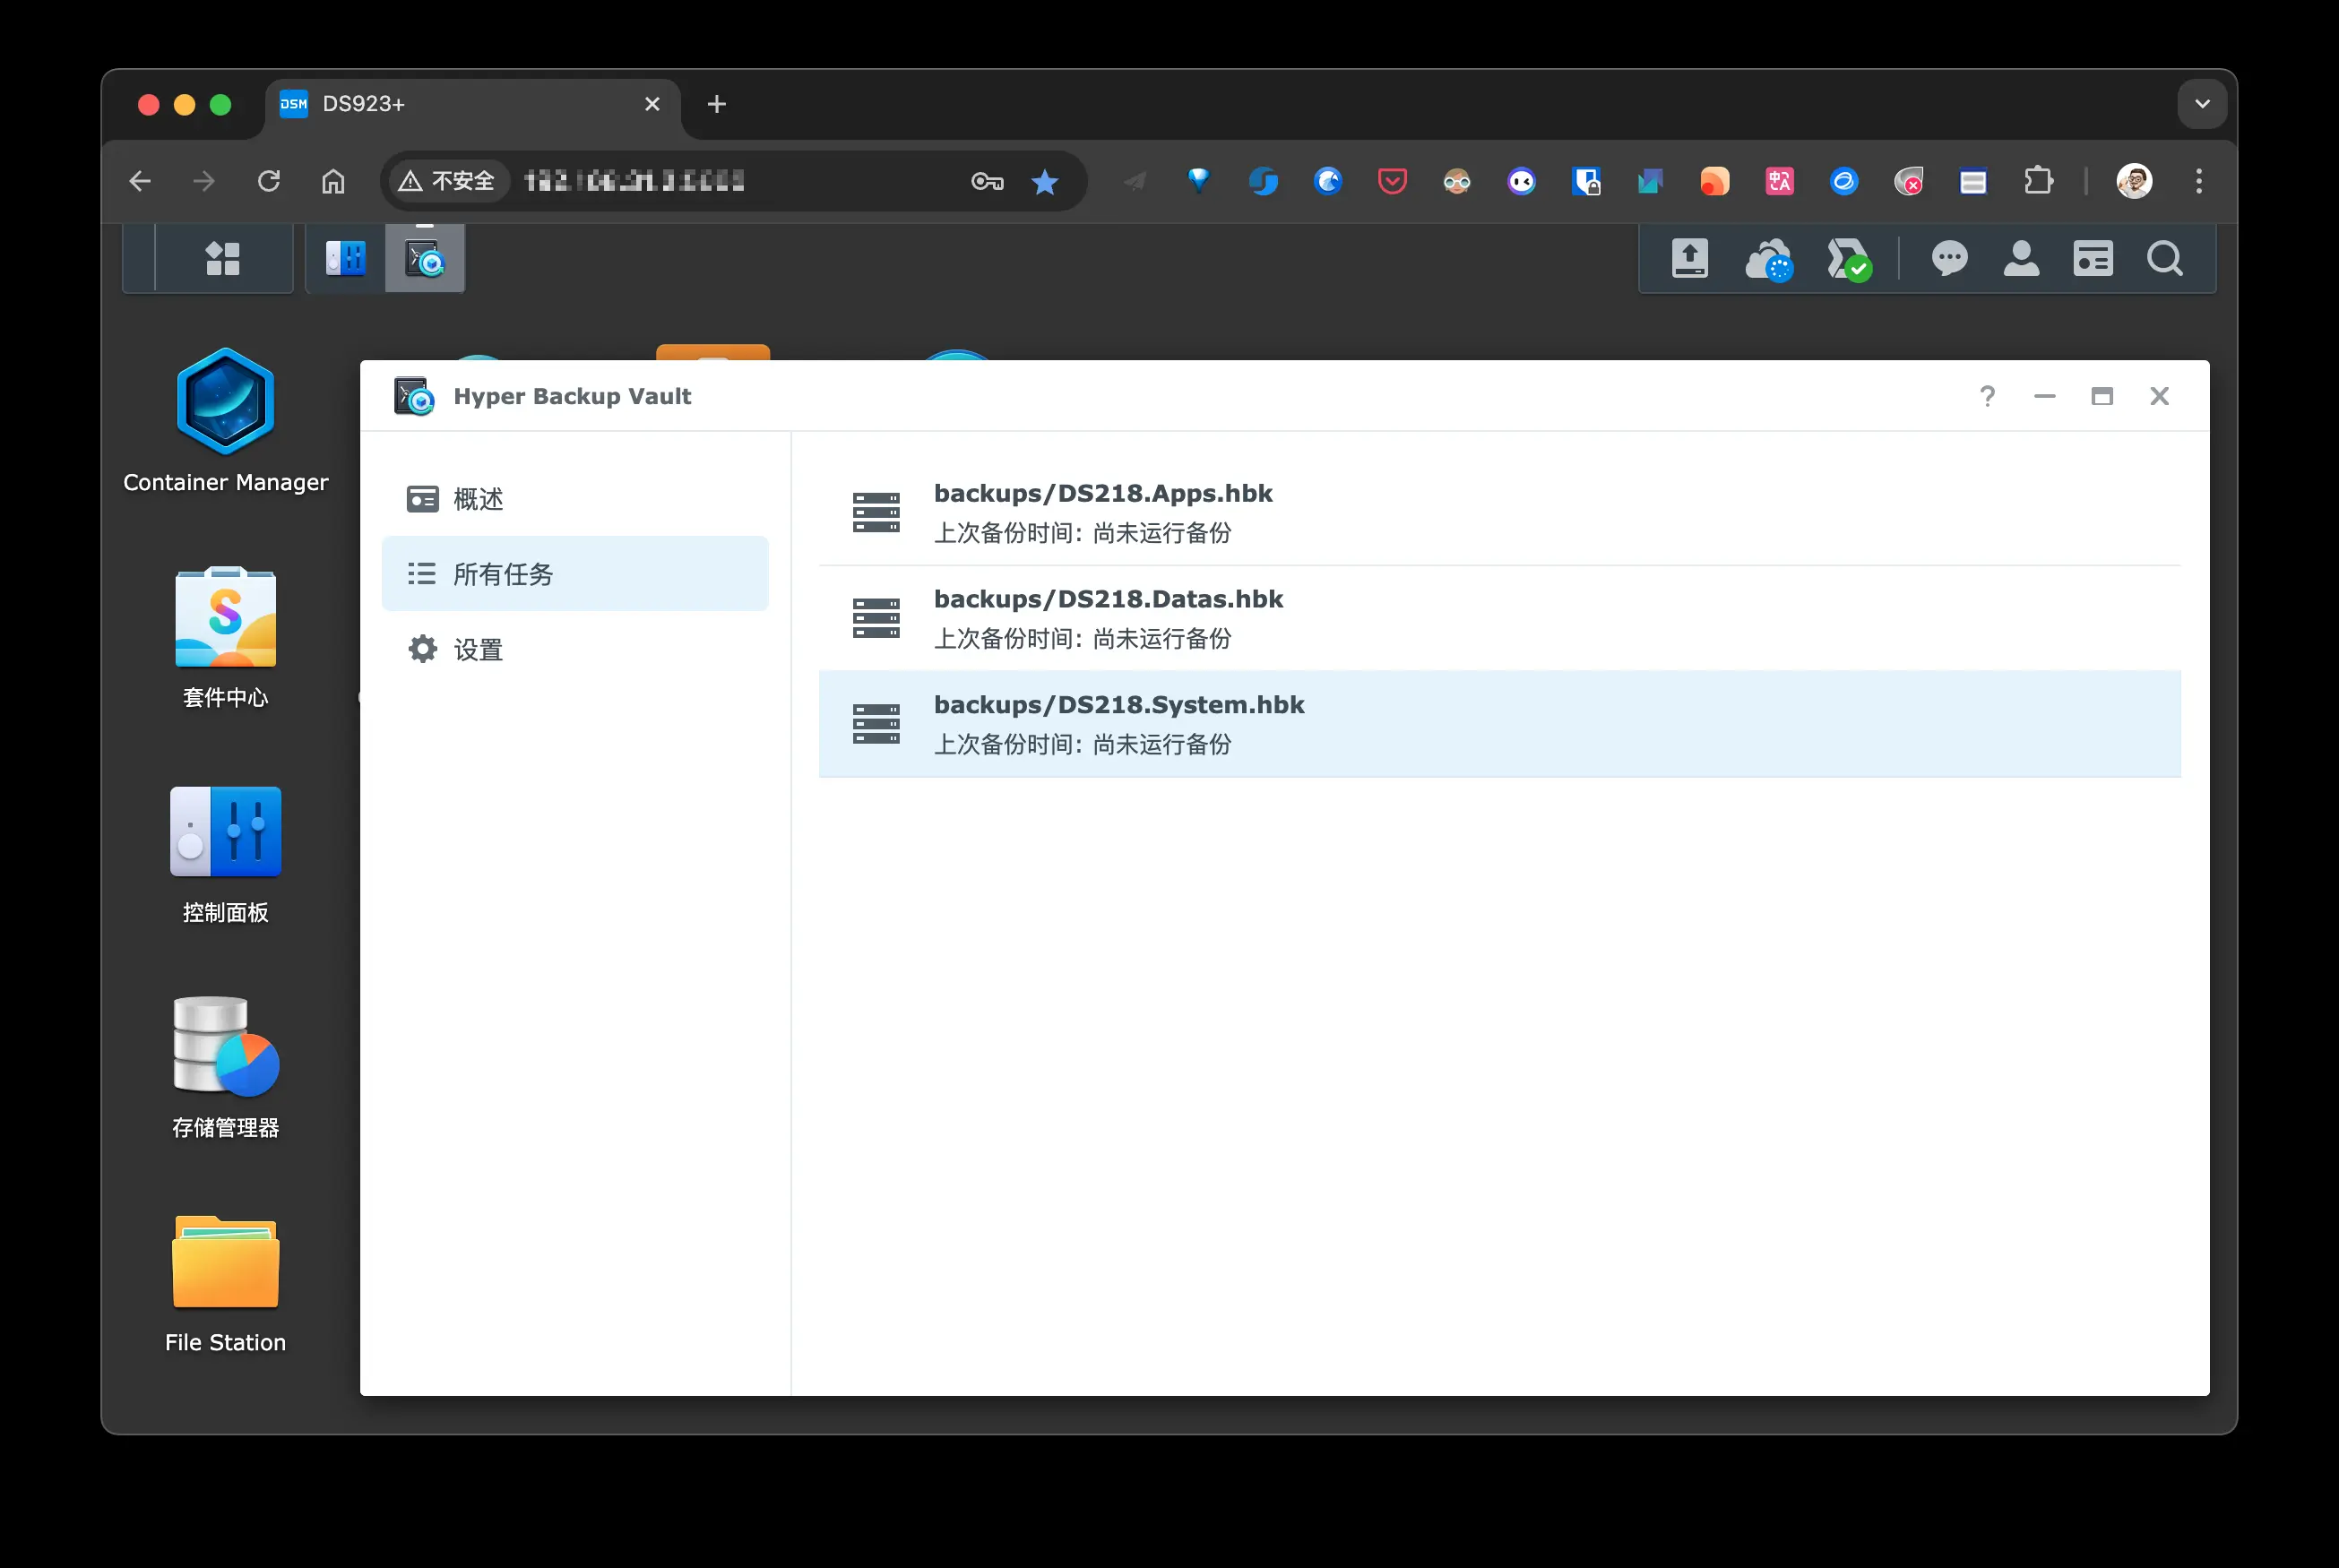 DSM DS923+
不安全
Hyper Backup Vault
Container Manager
套件中心
控制面板
存储管理器
File Station
概述
所有任务
设置
backups/DS218.Apps.hbk
上次备份时间: 尚未运行备份
backups/DS218.Datas.hbk
上次备份时间: 尚未运行备份
backups/DS218.System.hbk
上次备份时间: 尚未运行备份